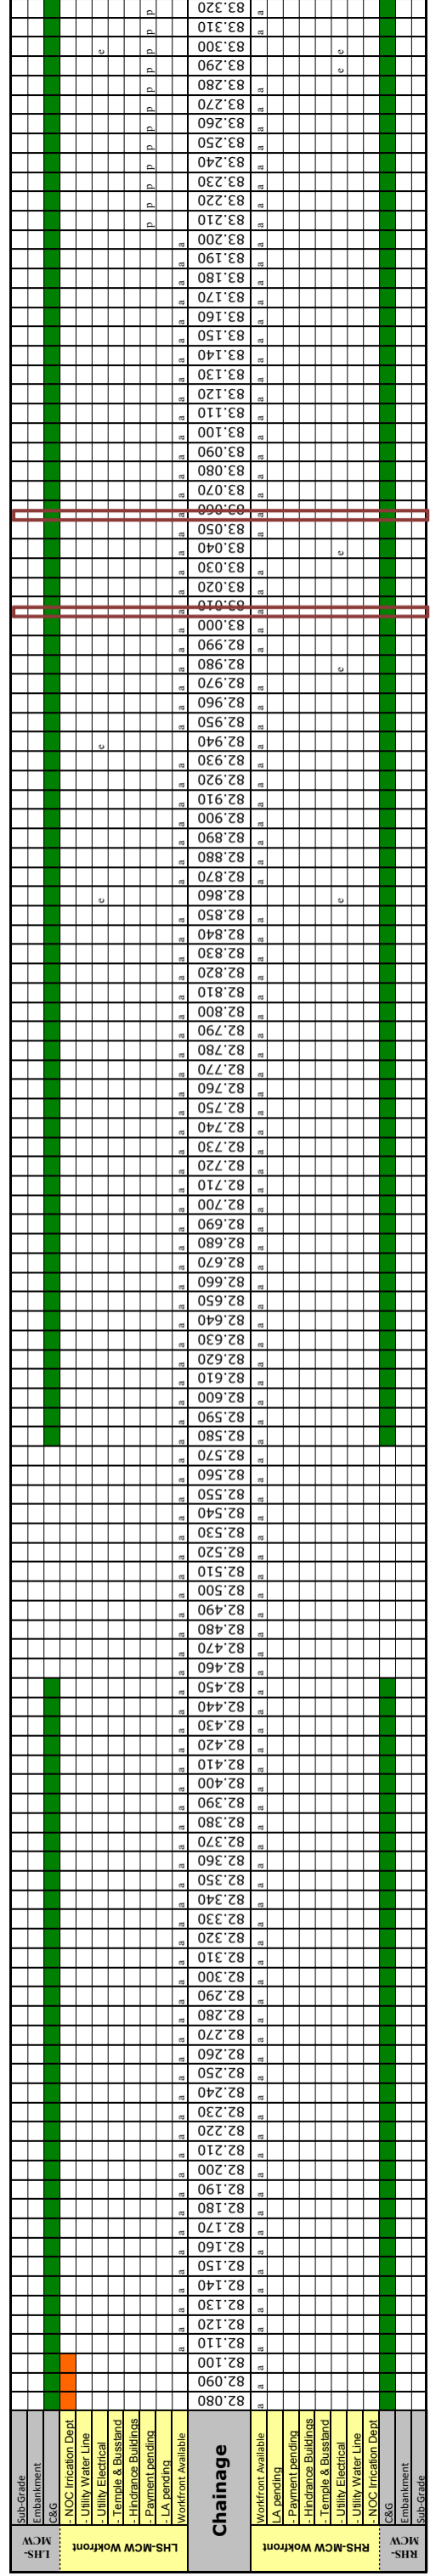 LHS-MCW
Sub-Grade
Embankment
C&G
LHS-MCW Wokfront
- NOC Irrication Dept
- Utility Water Line
- Utility Electrical e e e
- Temple & Busstand
- Hindrance Buildings
- Payment pending p p p p p p p p p p p p
- LA pending
Workfront Available a a a a a a a a a a a a a a a a a a a a a a a a a a a a a a a a a a a a a a a a a a a a a a a a a a a a a a a a a a a a a a a a a a a a a a a a a a a a a a a a a a a a a a a a a a a a a a a a a a a a a a a a a a a a
Chainage 82.080 82.090 82.100 82.110 82.120 82.130 82.140 82.150 82.160 82.170 82.180 82.190 82.200 82.210 82.220 82.230 82.240 82.250 82.260 82.270 82.280 82.290 82.300 82.310 82.320 82.330 82.340 82.350 82.360 82.370 82.380 82.390 82.400 82.410 82.420 82.430 82.440 82.450 82.460 82.470 82.480 82.490 82.500 82.510 82.520 82.530 82.540 82.550 82.560 82.570 82.580 82.590 82.600 82.610 82.620 82.630 82.640 82.650 82.660 82.670 82.680 82.690 82.700 82.710 82.720 82.730 82.740 82.750 82.760 82.770 82.780 82.790 82.800 82.810 82.820 82.830 82.840 82.850 82.860 82.870 82.880 82.890 82.900 82.910 82.920 82.930 82.940 82.950 82.960 82.970 82.980 82.990 83.000 83.010 83.020 83.030 83.040 83.050 83.060 83.070 83.080 83.090 83.100 83.110 83.120 83.130 83.140 83.150 83.160 83.170 83.180 83.190 83.200 83.210 83.220 83.230 83.240 83.250 83.260 83.270 83.280 83.290 83.300 83.310 83.320
RHS-MCW Wokfront
Workfront Available a a a a a a a a a a a a a a a a a a a a a a a a a a a a a a a a a a a a a a a a a a a a a a a a a a a a a a a a a a a a a a a a a a a a a a a a a a a a a a a a a a a a a a a a a a a a a a a a a a a a a a a a a a a a a a a a a a a a a a a a
LA pending
- Payment pending
- Hindrance Buildings
- Temple & Busstand
- Utility Electrical e e e e e
- Utility Water Line
- NOC Irrication Dept
RHS-MCW
C&G
Embankment
Sub-Grade